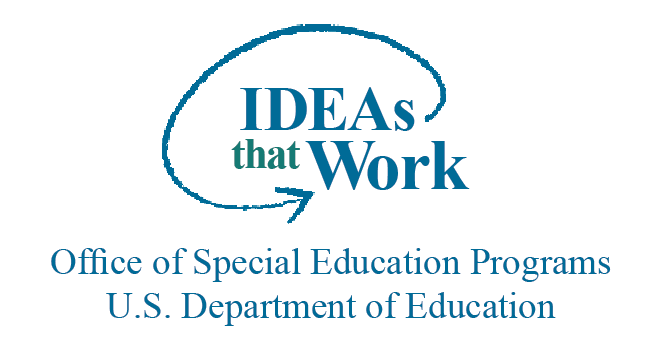 IDEAs
that Work
Office of Special Education Programs
U.S. Department of Education